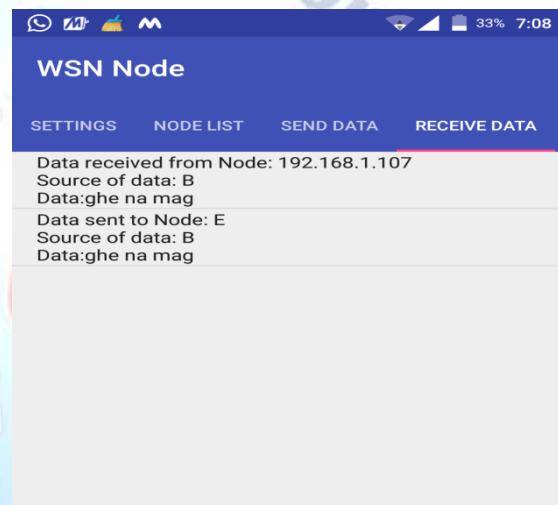 33% 7:08
WSN Node
SETTINGS NODE LIST SEND DATA RECEIVE DATA
Data received from Node: 192.168.1.107
Source of data: B
Data:ghe na mag
Data sent to Node: E
Source of data: B
Data:ghe na mag